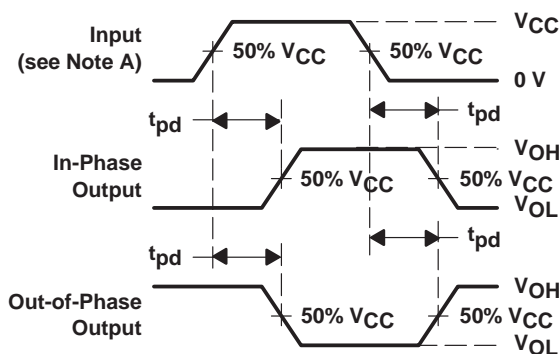 Input
(see Note A)
50% VCC
50% VCC
VCC
0 V
tpd
tpd
In-Phase
Output
50% VCC
VOH
50% VCC
VOL
tpd
tpd
Out-of-Phase
Output
50% VCC
VOH
50% VCC
VOL